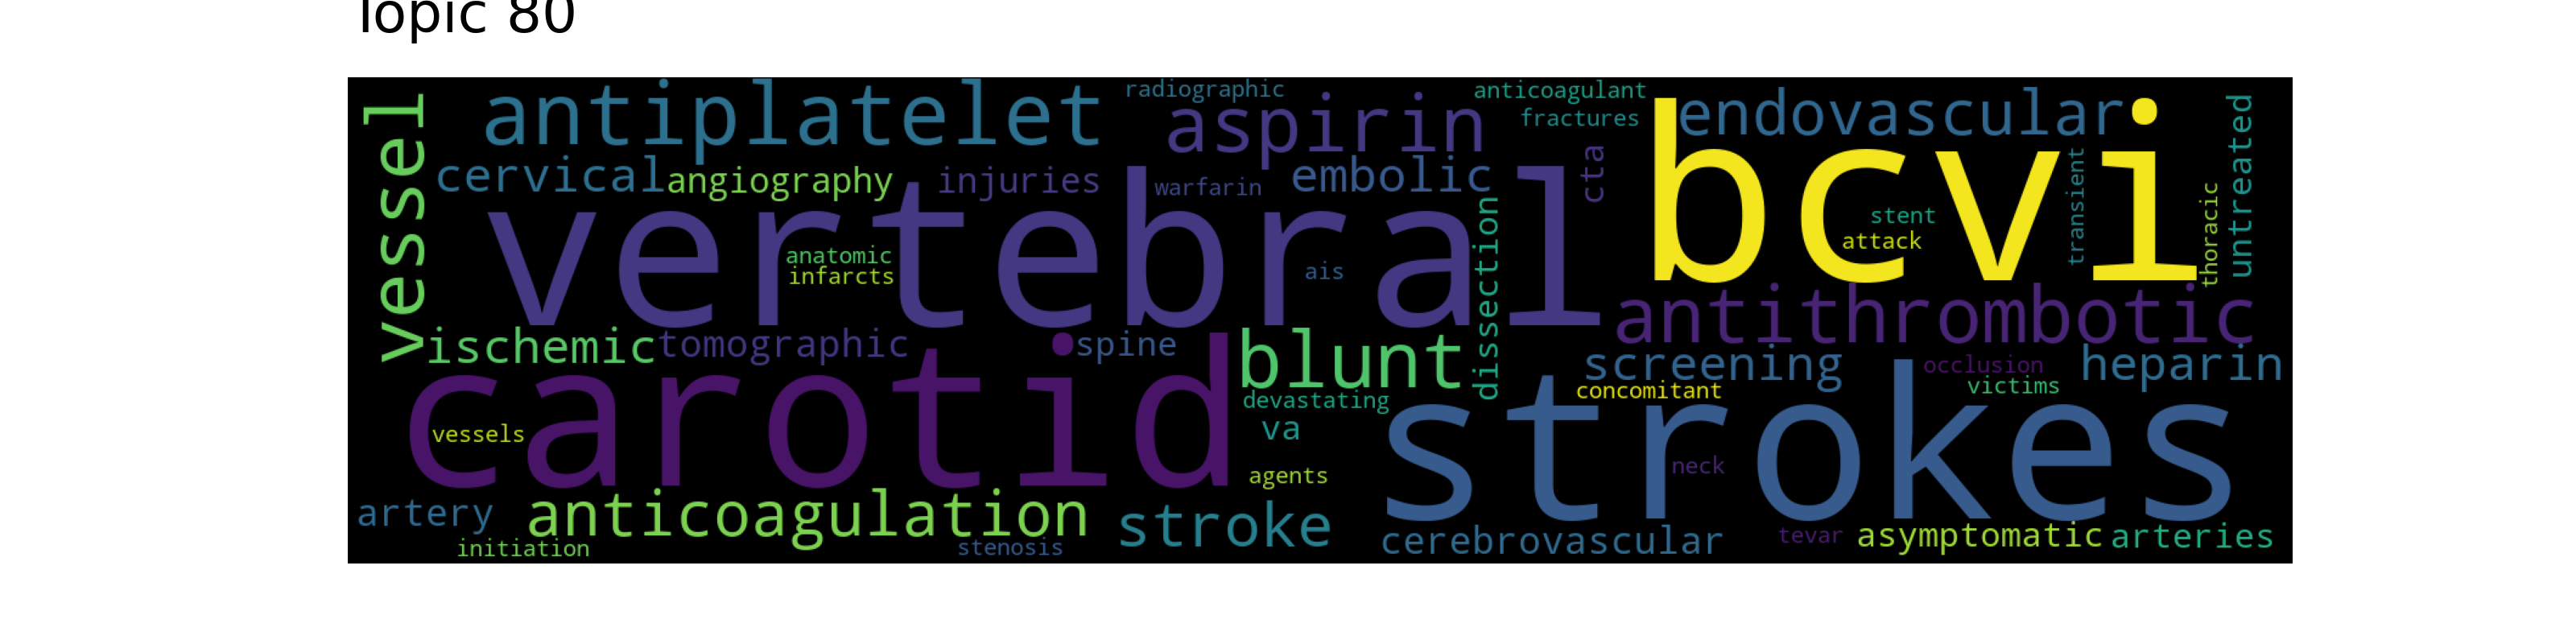 Topic 80
vessel
antiplatelet
radiographic
aspirin
anticoagulant
fractures
endovascular
bcvi
untreated
cervical
angiography
injuries
warfarin
embolic
cta
vertebral
anatomic
infarcts
ais
dissection
stent
attack
transient
thoracic
antithrombotic
ischemic
tomographic
spine
blunt
screening
occlusion
heparin
victims
concomitant
carotid
devastating
va
strokes
vessels
agents
neck
artery
anticoagulation
stroke
initiation
stenosis
cerebrovascular
tevar
asymptomatic
arteries